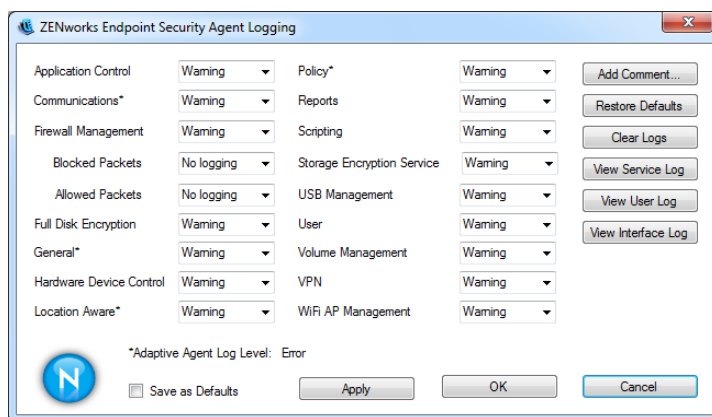 ZENworks Endpoint Security Agent Logging
Application Control Warning Policy* Warning Add Comment...
Communications* Warning Reports Warning Restore Defaults
Firewall Management Warning Scripting Warning Clear Logs
Blocked Packets No logging Storage Encryption Service Warning View Service Log
Allowed Packets No logging USB Management Warning View User Log
Full Disk Encryption Warning User Warning View Interface Log
General* Warning Volume Management Warning
Hardware Device Control Warning VPN Warning
Location Aware* Warning WiFi AP Management Warning
*Adaptive Agent Log Level: Error
N
Save as Defaults Apply OK Cancel